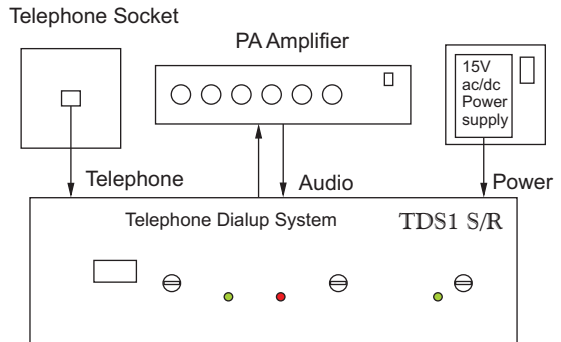 Telephone Socket
PA Amplifier
15V
ac/dc
Power
supply
Telephone
Audio
Power
Telephone Dialup System
TDS1 S/R